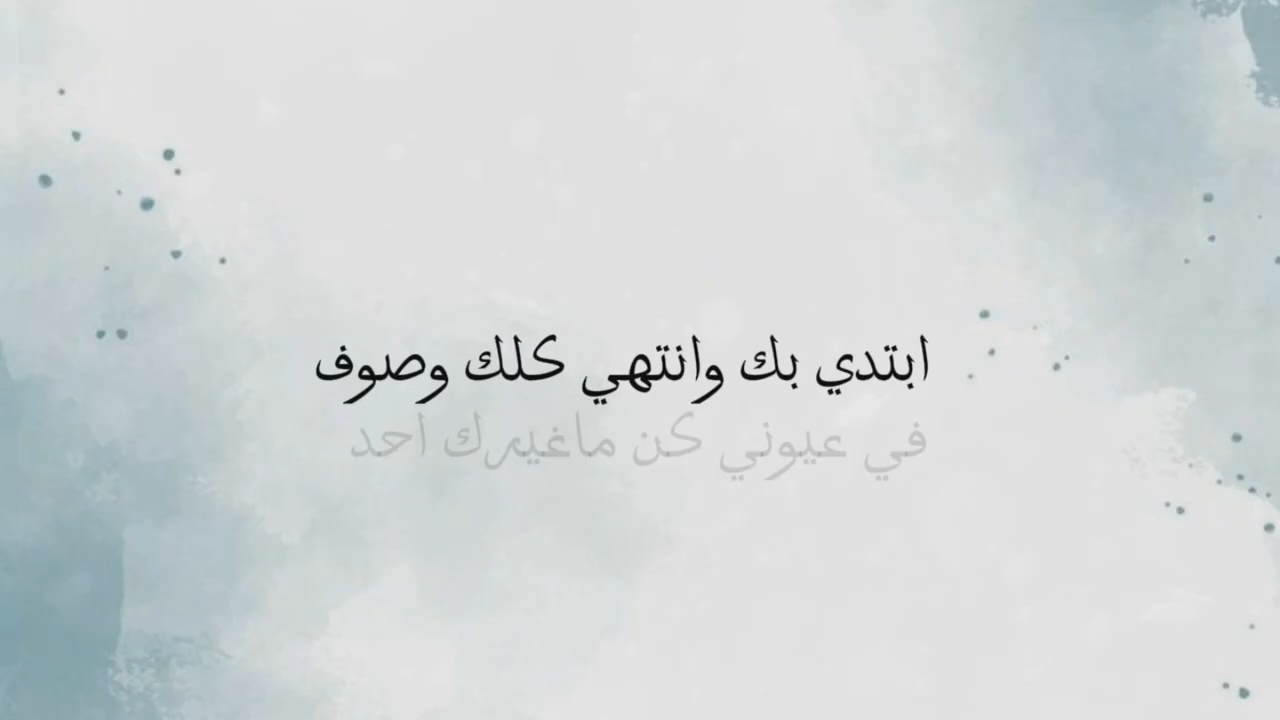 ابتدي بك وانتهي كلك وصوف
في عيوني كن ماغيرك احد